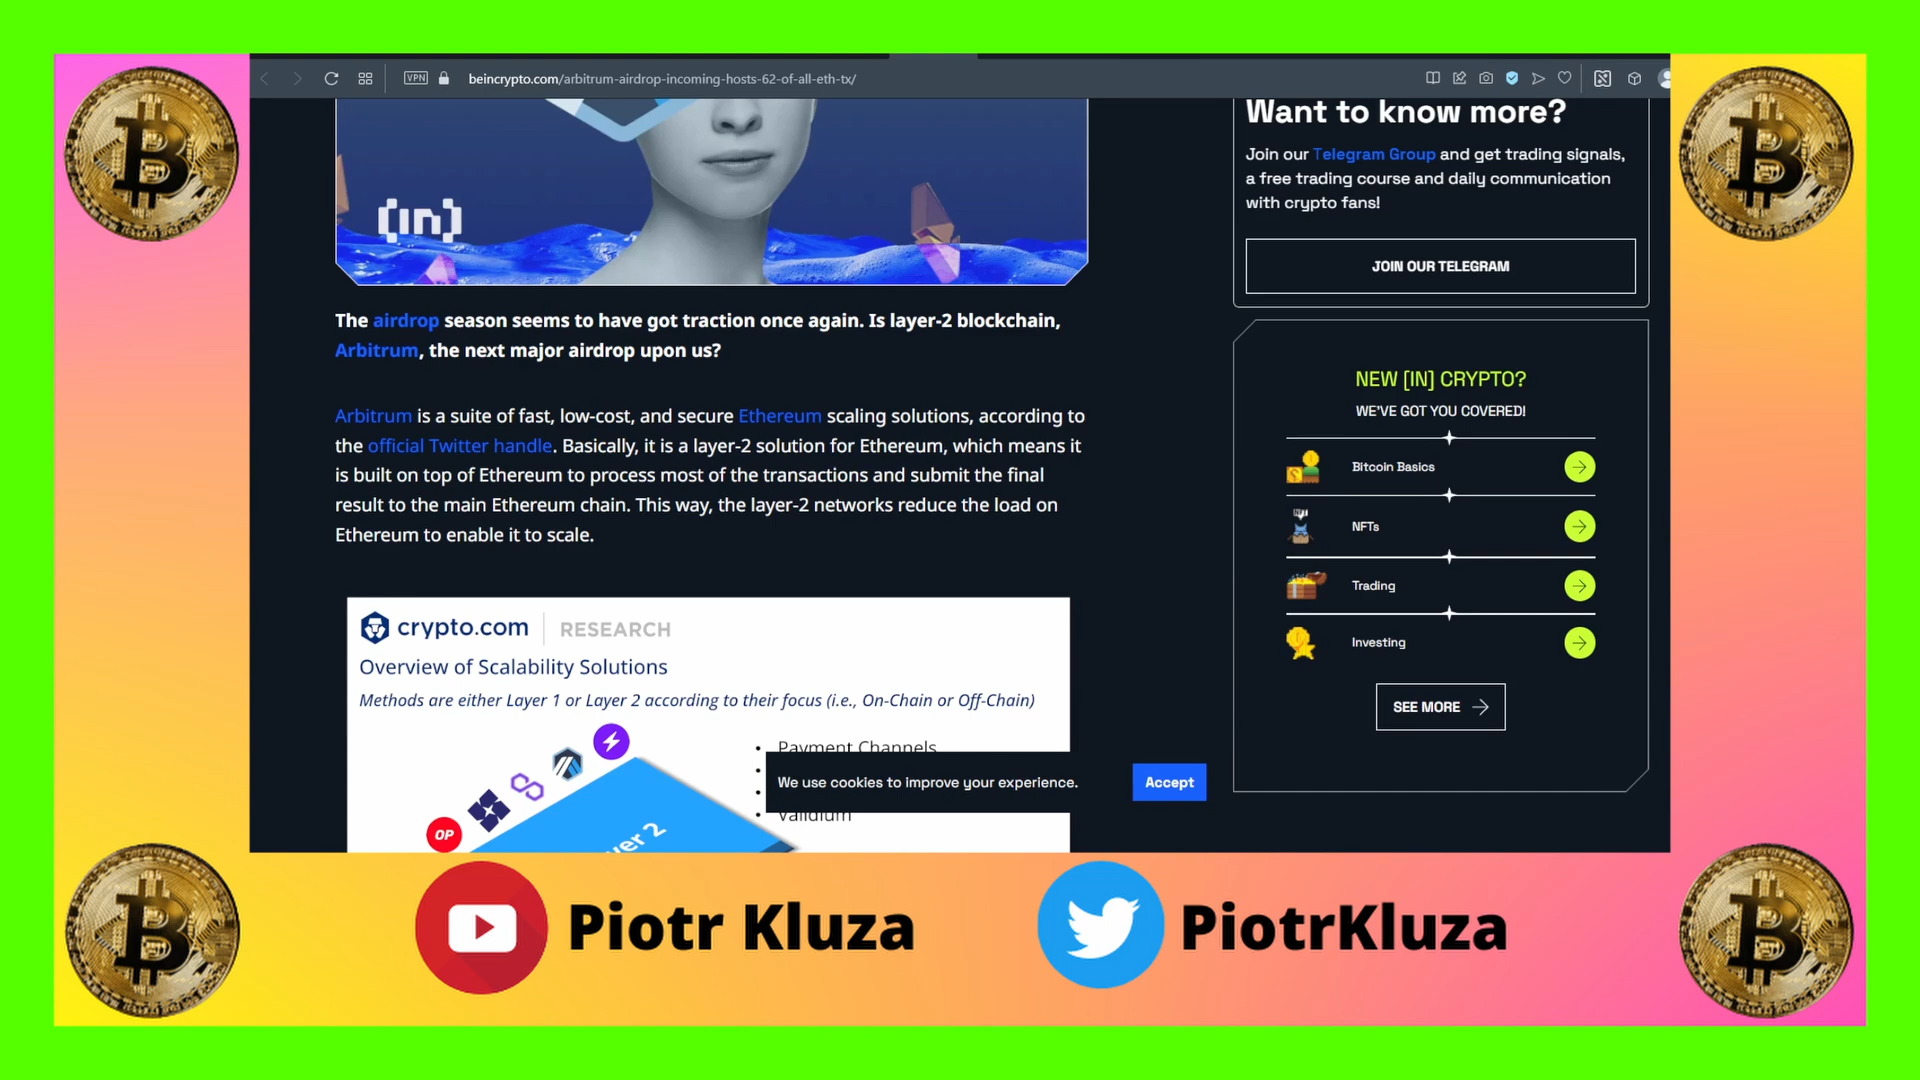 VPN
beincrypto.com/arbitrum-airdrop-incoming-hosts-62-of-all-eth-tx/
[in]
The airdrop season seems to have got traction once again. Is layer-2 blockchain,
Arbitrum, the next major airdrop upon us?
Arbitrum is a suite of fast, low-cost, and secure Ethereum scaling solutions, according to
the official Twitter handle. Basically, it is a layer-2 solution for Ethereum, which means it
is built on top of Ethereum to process most of the transactions and submit the final
result to the main Ethereum chain. This way, the layer-2 networks reduce the load on
Ethereum to enable it to scale.
crypto.com | RESEARCH
Overview of Scalability Solutions
Methods are either Layer 1 or Layer 2 according to their focus (i.e., On-Chain or Off-Chain)
• Payment Channels
Validium
OP
yer 2
We use cookies to improve your experience.
Accept
Want to know more?
Join our Telegram Group and get trading signals,
a free trading course and daily communication
with crypto fans!
JOIN OUR TELEGRAM
NEW [IN] CRYPTO?
WE'VE GOT YOU COVERED!
Bitcoin Basics
NFTs
Trading
Investing
SEE MORE
Piotr Kluza
PiotrKluza